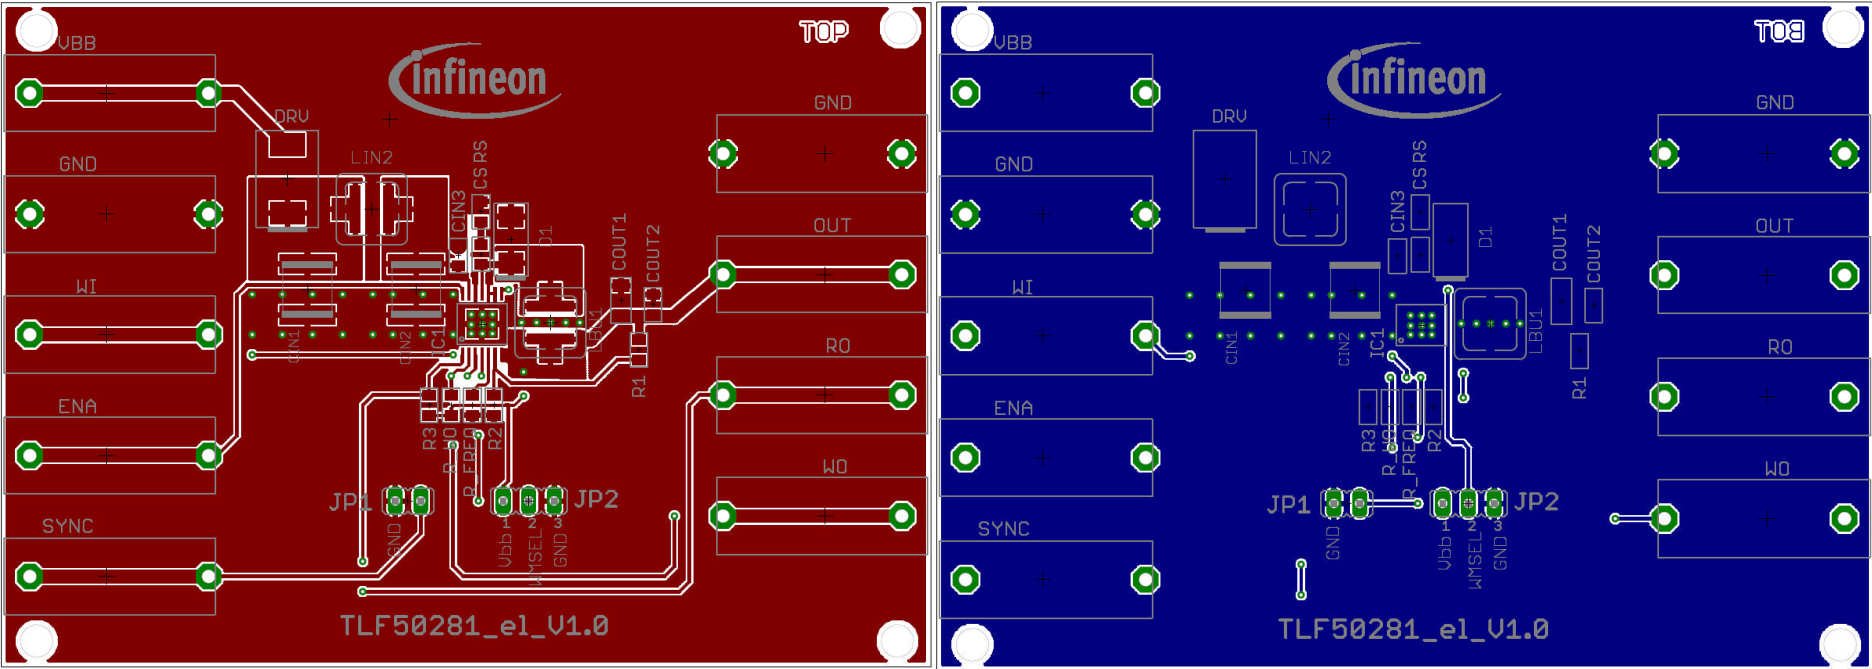 TOP
VBB
infineon
GND
DRV
LIN2
CSRS
GND
CIN3
OUT
D1
COUT1
COUT2
WI
CIN1
CIN2
IC1
LBU1
RO
R1
ENA
R3
R_WO
R_FREQ
R2
WO
JP1
JP2
1 2 3
SYNC
GND
Vbb
WMSEL
GND
TLF50281_el_V1.0
BOT
VBB
infineon
GND
DRV
LIN2
CSRS
GND
CIN3
OUT
D1
COUT1
COUT2
WI
CIN1
CIN2
IC1
LBU1
RO
R1
ENA
R3
R_WO
R_FREQ
R2
WO
JP1
JP2
1 2 3
SYNC
GND
Vbb
WMSEL
GND
TLF50281_el_V1.0